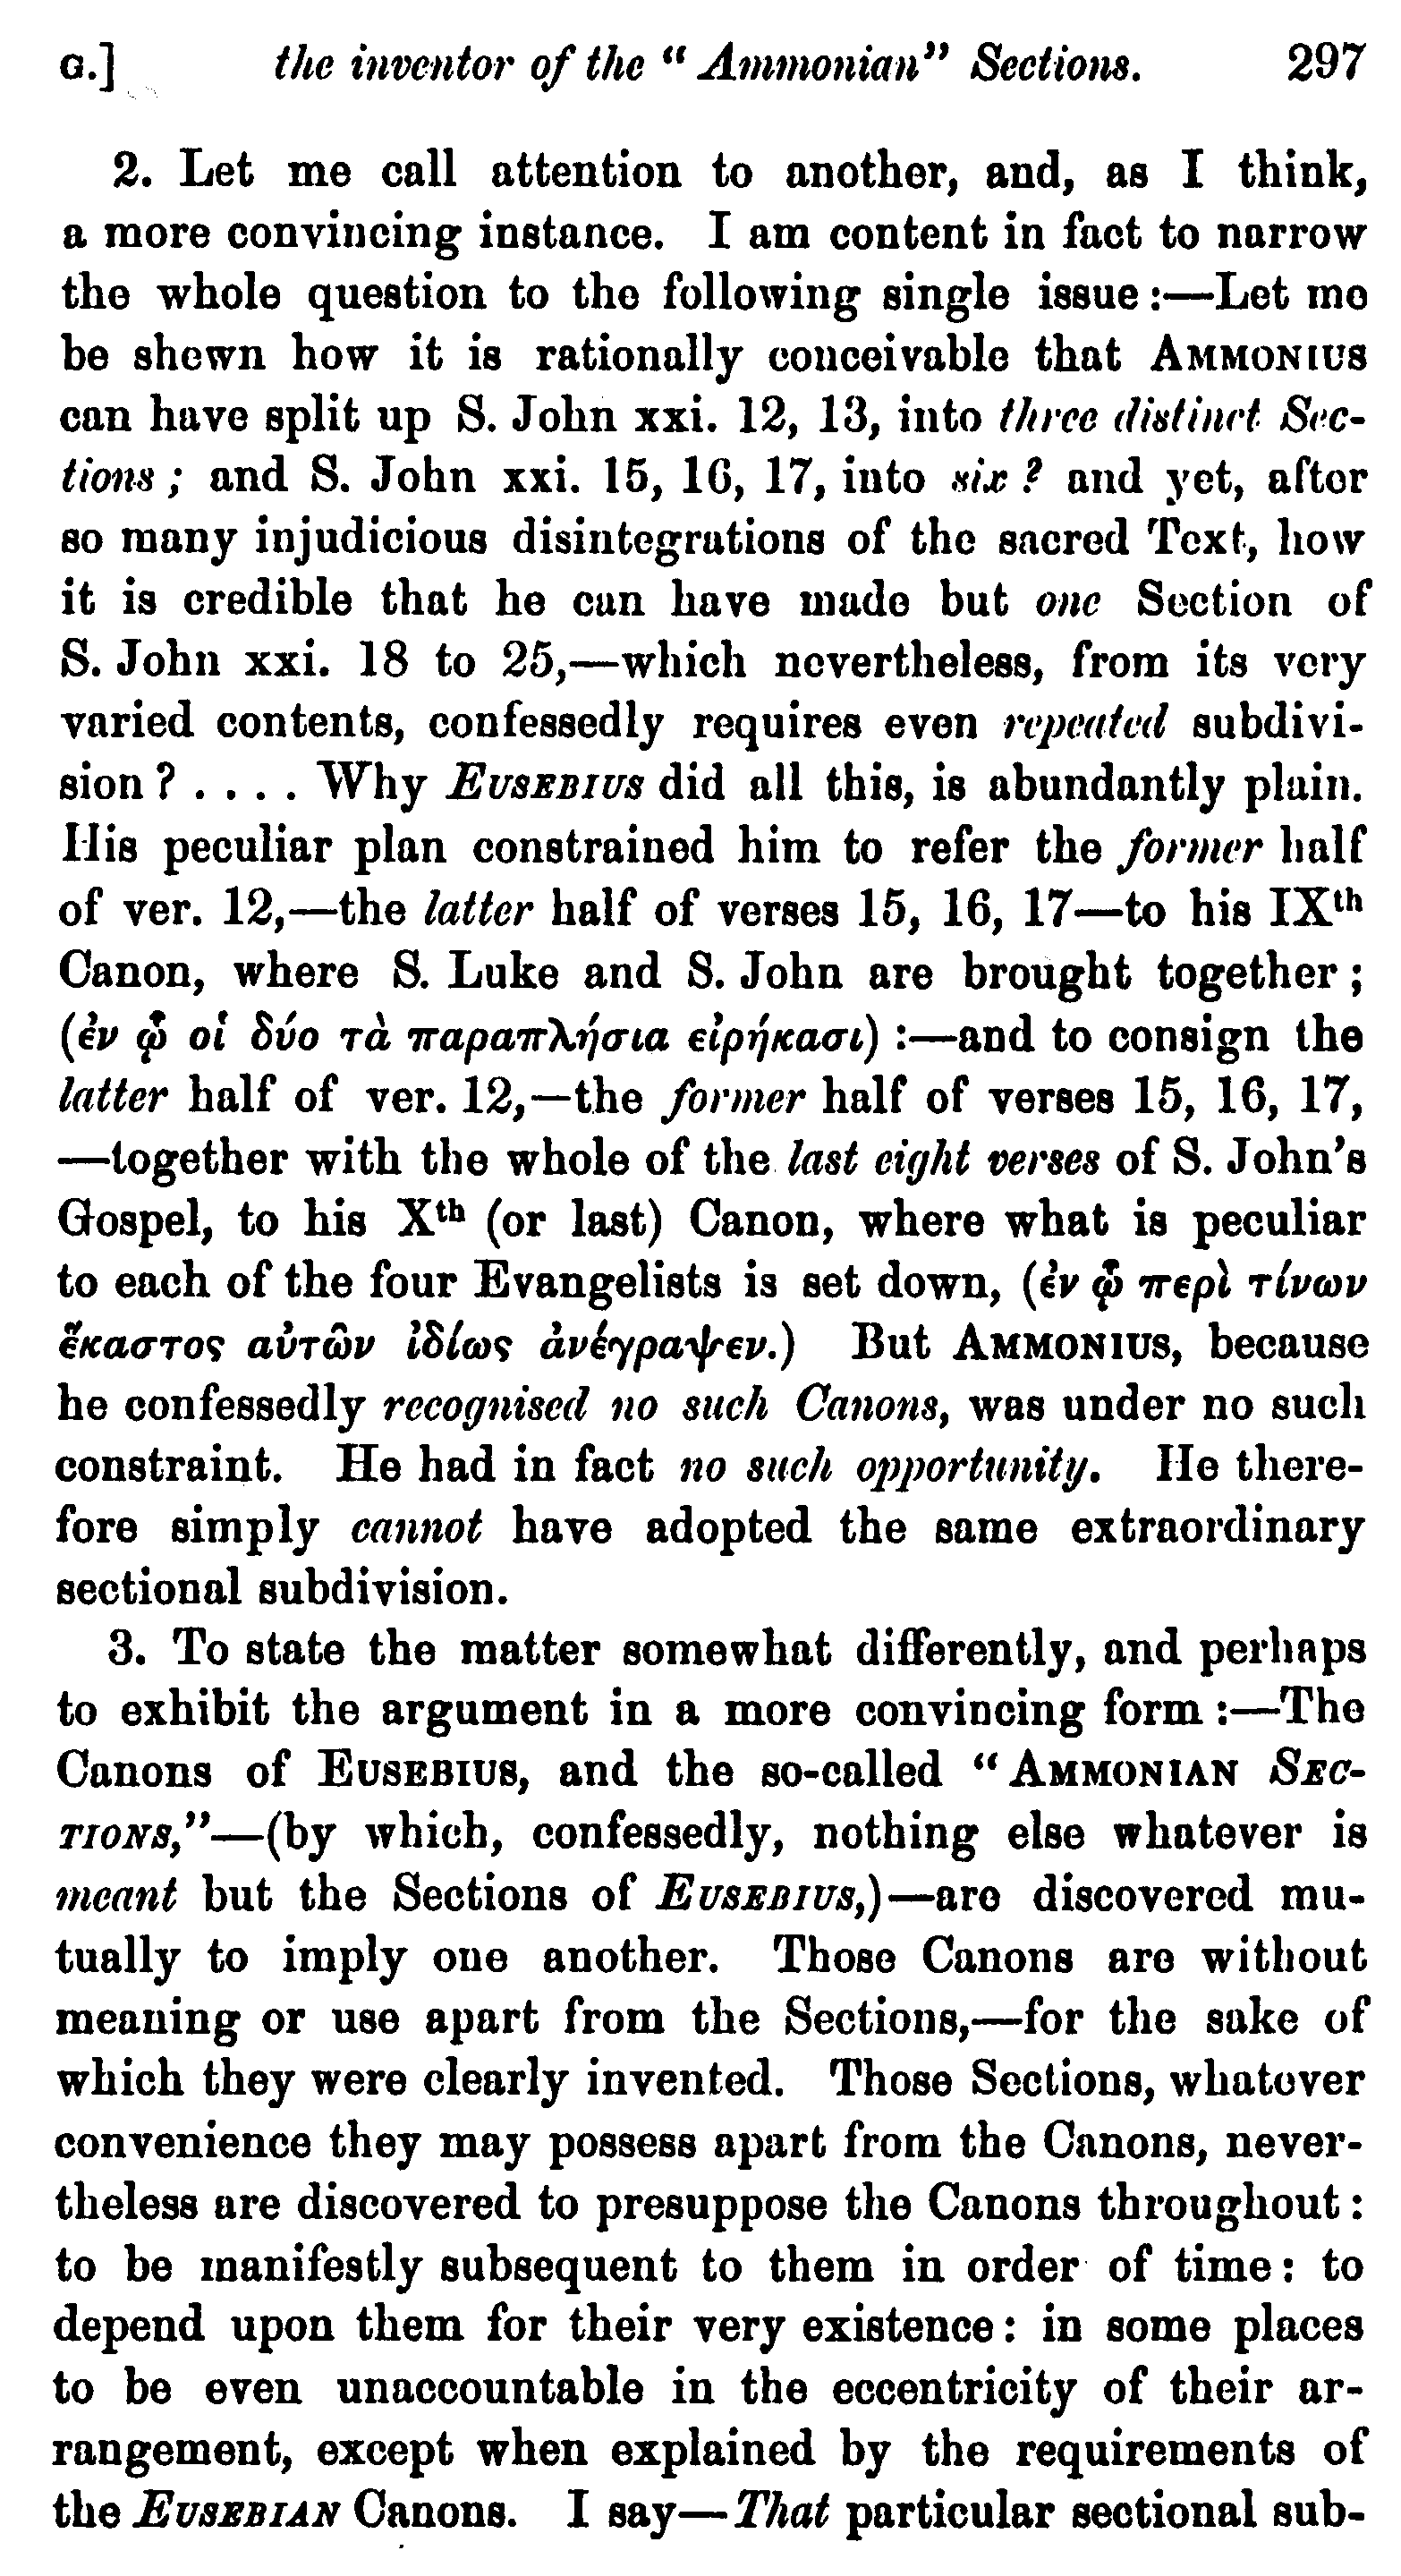 G.] the inventor of the “Ammonian” Sections. 297
2. Let me call attention to another, and, as I think,
a more convincing instance. I am content in fact to narrow
the whole question to the following single issue:—Let me
be shewn how it is rationally conceivable that AMMONIUS
can have split up S. John xxi. 12, 13, into three distinct Sec-
tions; and S. John xxi. 15, 16, 17, into six? and yet, after
so many injudicious disintegrations of the sacred Text, how
it is credible that he can have made but one Section of
S. John xxi. 18 to 25,—which nevertheless, from its very
varied contents, confessedly requires even repeated subdivi-
sion? .... Why EUSEBIUS did all this, is abundantly plain.
His peculiar plan constrained him to refer the former half
of ver. 12,—the latter half of verses 15, 16, 17—to his IXth
Canon, where S. Luke and S. John are brought together;
(ἐν ᾧ οἱ δύο τὰ παραπλήσια εἰρήκασι) :—and to consign the
latter half of ver. 12,—the former half of verses 15, 16, 17,
—together with the whole of the last eight verses of S. John’s
Gospel, to his Xth (or last) Canon, where what is peculiar
to each of the four Evangelists is set down, (ἐν ᾧ περὶ τίνων
ἕκαστος αὐτῶν ἰδίως ἀνέγραψεν.) But AMMONIUS, because
he confessedly recognised no such Canons, was under no such
constraint. He had in fact no such opportunity. He there-
fore simply cannot have adopted the same extraordinary
sectional subdivision.
3. To state the matter somewhat differently, and perhaps
to exhibit the argument in a more convincing form:—The
Canons of EUSEBIUS, and the so-called “AMMONIAN SEC-
TIONS,”—(by which, confessedly, nothing else whatever is
meant but the Sections of EUSEBIUS,)—are discovered mu-
tually to imply one another. Those Canons are without
meaning or use apart from the Sections,—for the sake of
which they were clearly invented. Those Sections, whatever
convenience they may possess apart from the Canons, never-
theless are discovered to presuppose the Canons throughout:
to be manifestly subsequent to them in order of time: to
depend upon them for their very existence: in some places
to be even unaccountable in the eccentricity of their ar-
rangement, except when explained by the requirements of
the EUSEBIAN Canons. I say—That particular sectional sub-